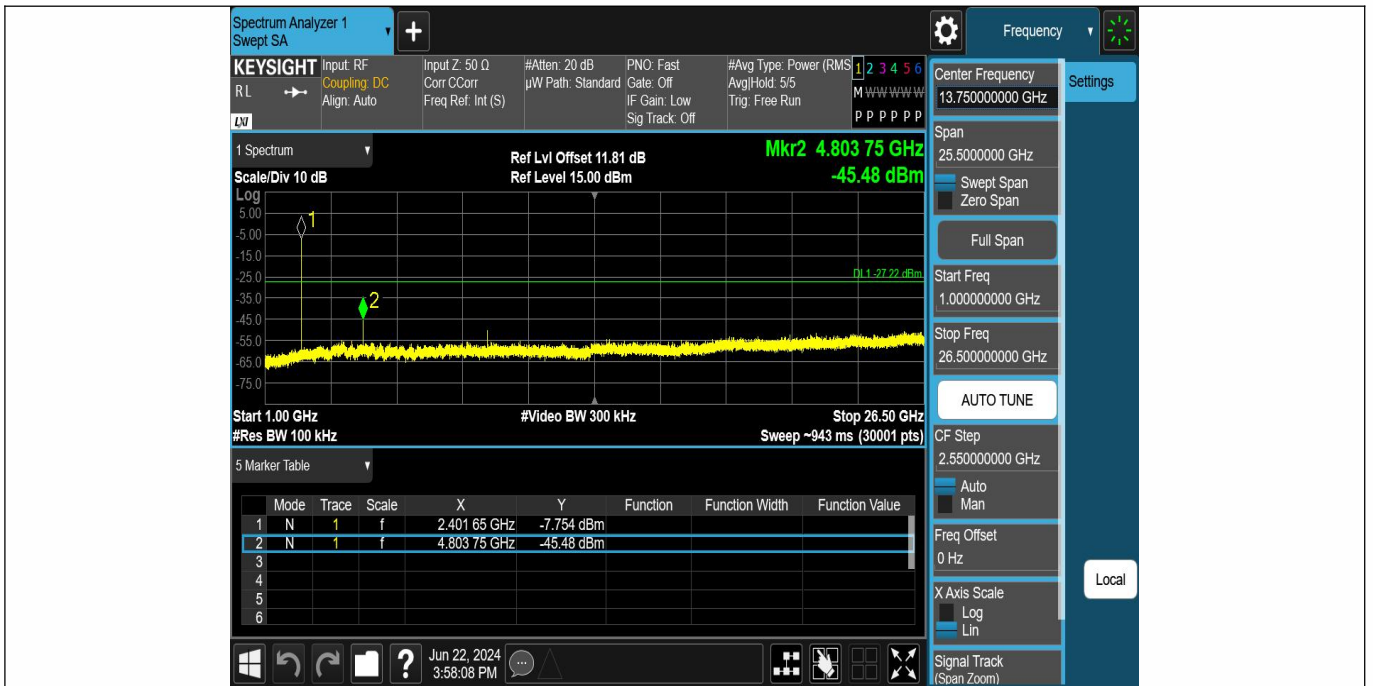 Spectrum Analyzer 1
Swept SA
+
Frequency
KEYSIGHT
RL
LXI
Input: RF
Coupling: DC
Align: Auto
Input Z: 50 Ω
Corr CCorr
Freq Ref: Int (S)
#Atten: 20 dB
µW Path: Standard
PNO: Fast
Gate: Off
IF Gain: Low
Sig Track: Off
#Avg Type: Power (RMS
Avg|Hold: 5/5
Trig: Free Run
1 2 3 4 5 6
M W W W W W
P P P P P P
1 Spectrum
Scale/Div 10 dB
Ref Lvl Offset 11.81 dB
Ref Level 15.00 dBm
Mkr2 4.803 75 GHz
-45.48 dBm
Log
5.00
-5.00
-15.0
-25.0
-35.0
-45.0
-55.0
-65.0
-75.0
1
2
DL1 -27.22 dBm
Start 1.00 GHz
#Video BW 300 kHz
Stop 26.50 GHz
#Res BW 100 kHz
Sweep ~943 ms (30001 pts)
5 Marker Table
Mode Trace Scale X Y Function Function Width Function Value
1 N 1 f 2.401 65 GHz -7.754 dBm
2 N 1 f 4.803 75 GHz -45.48 dBm
3
4
5
6
?
Jun 22, 2024
3:58:08 PM
Center Frequency
13.750000000 GHz
Span
25.5000000 GHz
Swept Span
Zero Span
Full Span
Start Freq
1.000000000 GHz
Stop Freq
26.500000000 GHz
AUTO TUNE
CF Step
2.550000000 GHz
Auto
Man
Freq Offset
0 Hz
X Axis Scale
Log
Lin
Signal Track
(Span Zoom)
Settings
Local